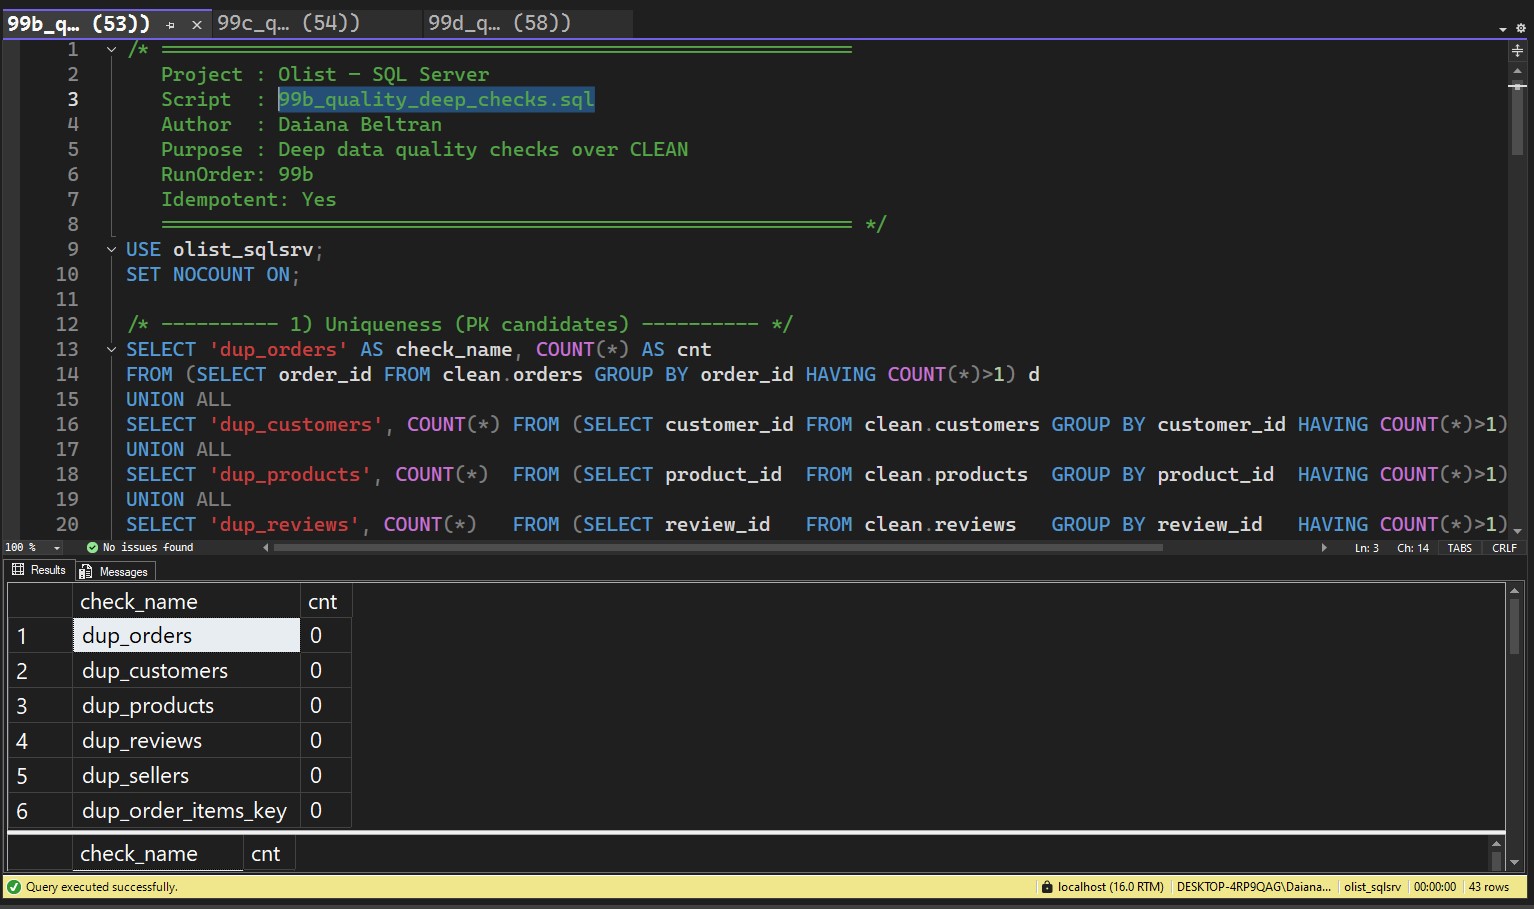 99b_q... (53)) 99c_q... (54)) 99d_q... (58))
1 /* ═══════════════════════════════════════════════════════════
2 Project : Olist – SQL Server
3 Script : 99b_quality_deep_checks.sql
4 Author : Daiana Beltran
5 Purpose : Deep data quality checks over CLEAN
6 RunOrder: 99b
7 Idempotent: Yes
8 ═══════════════════════════════════════════════════════════ */
9 USE olist_sqlsrv;
10 SET NOCOUNT ON;
11
12 /* ---------- 1) Uniqueness (PK candidates) ---------- */
13 SELECT 'dup_orders' AS check_name, COUNT(*) AS cnt
14 FROM (SELECT order_id FROM clean.orders GROUP BY order_id HAVING COUNT(*)>1) d
15 UNION ALL
16 SELECT 'dup_customers', COUNT(*) FROM (SELECT customer_id FROM clean.customers GROUP BY customer_id HAVING COUNT(*)>1)
17 UNION ALL
18 SELECT 'dup_products', COUNT(*) FROM (SELECT product_id FROM clean.products GROUP BY product_id HAVING COUNT(*)>1)
19 UNION ALL
20 SELECT 'dup_reviews', COUNT(*) FROM (SELECT review_id FROM clean.reviews GROUP BY review_id HAVING COUNT(*)>1)
100 % No issues found Ln: 3 Ch: 14 TABS CRLF
Results Messages
check_name cnt
1 dup_orders 0
2 dup_customers 0
3 dup_products 0
4 dup_reviews 0
5 dup_sellers 0
6 dup_order_items_key 0
check_name cnt
Query executed successfully. localhost (16.0 RTM) DESKTOP-4RP9QAG\Daiana... olist_sqlsrv 00:00:00 43 rows